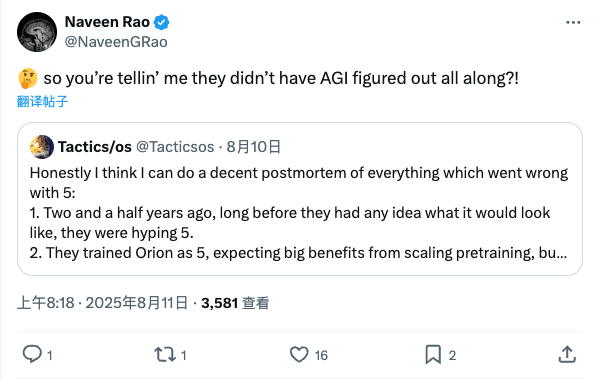 Naveen Rao
@NaveenGRao
🤔 so you’re tellin’ me they didn’t have AGI figured out all along?!
翻译帖子
Tactics/os @Tacticsos · 8月10日
Honestly I think I can do a decent postmortem of everything which went wrong
with 5:
1. Two and a half years ago, long before they had any idea what it would look
like, they were hyping 5.
2. They trained Orion as 5, expecting big benefits from scaling pretraining, bu...
上午8:18 · 2025年8月11日 · 3,581 查看
1 1 16 2